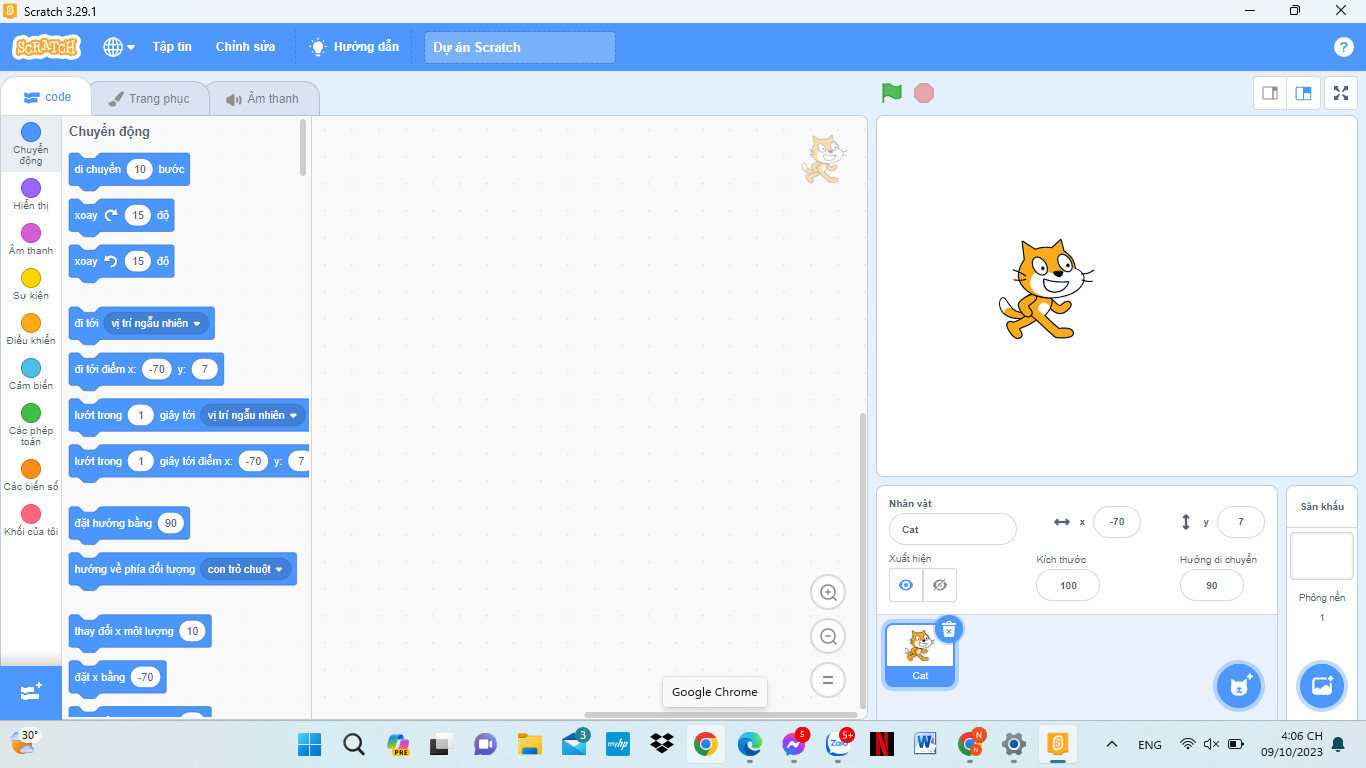 Scratch 3.29.1
SCRATCH
Tập tin
Chỉnh sửa
Hướng dẫn
Dự án Scratch
?
code
Trang phục
Âm thanh
Chuyển động
Hiển thị
Âm thanh
Sự kiện
Điều khiển
Cảm biến
Các phép toán
Các biến số
Khối của tôi
Chuyển động
di chuyển 10 bước
xoay 15 độ
xoay 15 độ
đi tới vị trí ngẫu nhiên
đi tới điểm x: -70 y: 7
lướt trong 1 giây tới vị trí ngẫu nhiên
lướt trong 1 giây tới điểm x: -70 y: 7
đặt hướng bằng 90
hướng về phía đối tượng con trỏ chuột
thay đổi x một lượng 10
đặt x bằng -70
Nhân vật
Cat
x -70
y 7
Xuất hiện
Kích thước
100
Hướng di chuyển
90
Cat
Sân khấu
Phông nền
1
Google Chrome
30°
PRE
3
myhp
5
Zalo
5+
N
W
N
N
ENG
4:06 CH
09/10/2023